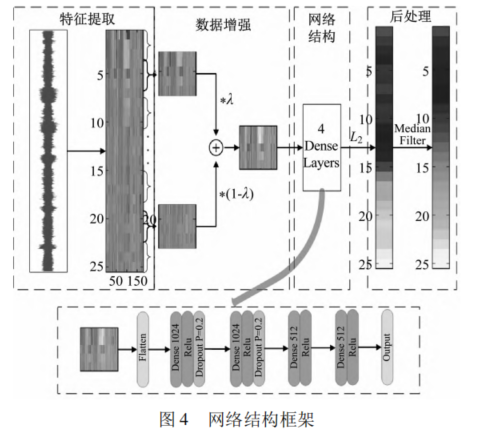 特征提取
数据增强
网络结构
后处理
5
10
15
20
25
50 150
20
*λ
+
*(1-λ)
4
Dense
Layers
L2
5
10
15
20
25
Median
Filter
5
10
15
20
25
Flatten
Dense 1024
Relu
Dropout P=0.2
Dense 1024
Relu
Dropout P=0.2
Dense 512
Relu
Dense 512
Relu
Output
图 4 网络结构框架